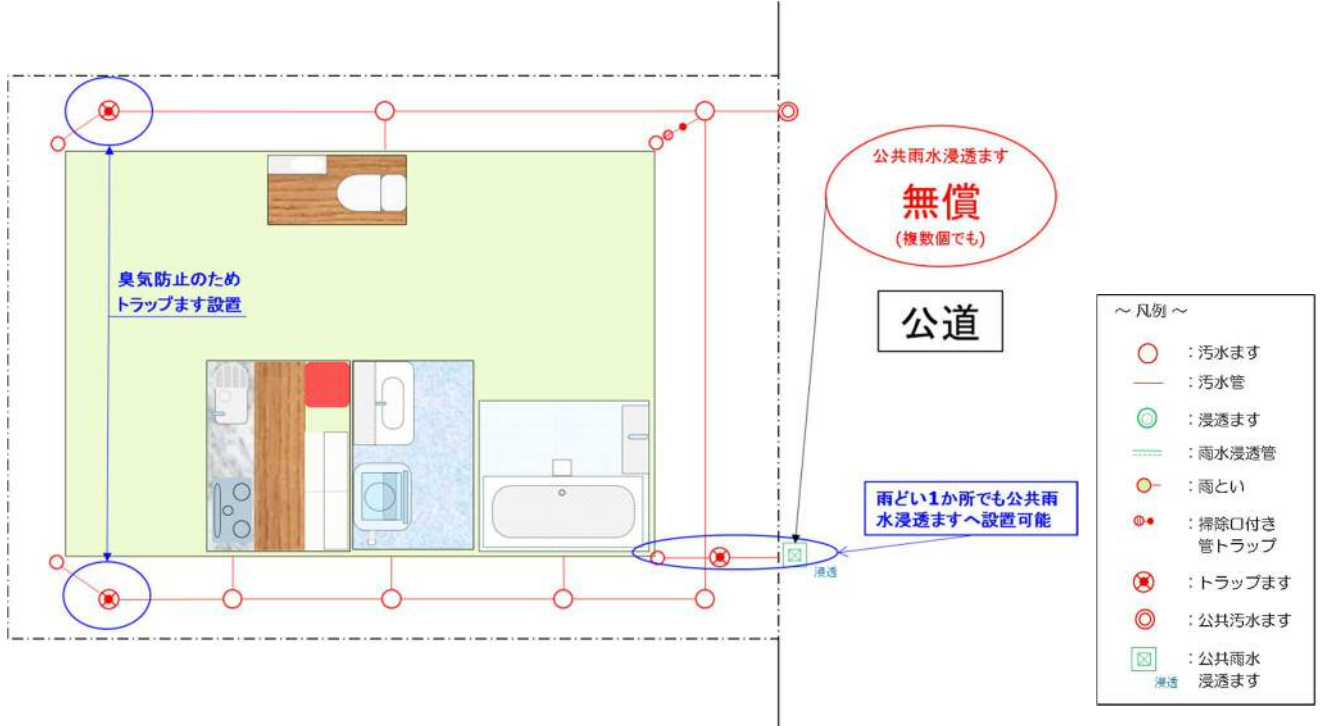 公共雨水浸透ます
無償
(複数個でも)
臭気防止のため
トラップます設置
公道
雨どい1か所でも公共雨
水浸透ますへ設置可能
浸透
~ 凡例 ~
:汚水ます
:汚水管
:浸透ます
:雨水浸透管
:雨とい
:掃除口付き
管トラップ
:トラップます
:公共汚水ます
:公共雨水
浸透 浸透ます